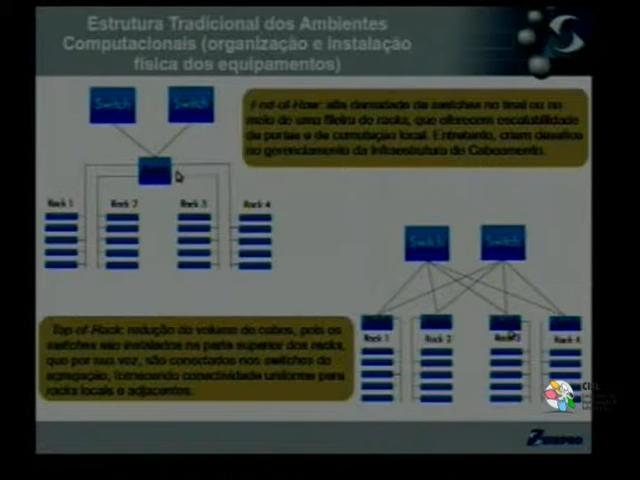 Estrutura Tradicional dos Ambientes
Computacionais (organização e instalação
física dos equipamentos)
Switch
Switch
End-of-Row: alta densidade de switches no final ou no
meio de uma fileira de racks, que oferecem escalabilidade
de portas e de comutação local. Entretanto, criam desafios
no gerenciamento da Infraestrutura de Cabeamento.
Rack 1
Rack 2
Rack 3
Rack 4
Switch
Switch
Top-of-Rack: redução do volume de cabos, pois os
switches são instalados na parte superior dos racks,
que por sua vez, são conectados nos switches de
agregação, fornecendo conectividade uniforme para
racks locais e adjacentes.
Rack 1
Rack 2
Rack 3
Rack 4
SERPRO